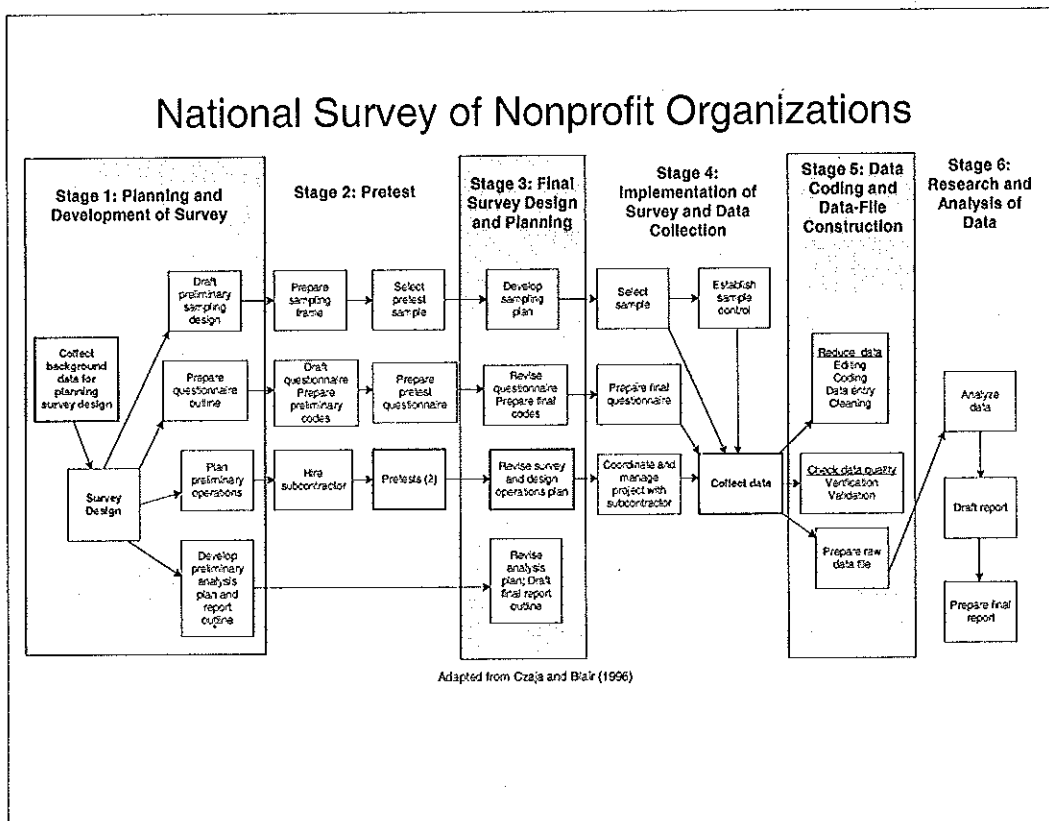 National Survey of Nonprofit Organizations
Stage 1: Planning and
Development of Survey
Stage 2: Pretest
Stage 3: Final
Survey Design
and Planning
Stage 4:
Implementation of
Survey and Data
Collection
Stage 5: Data
Coding and
Data-File
Construction
Stage 6:
Research and
Analysis of
Data
Collect
background
data for
planning
survey design
Survey
Design
Draft
preliminary
sampling
design
Prepare
questionnaire
outline
Plan
preliminary
operations
Develop
preliminary
analysis
plan and
report
outline
Prepare
sampling
frame
Select
pretest
sample
Draft
questionnaire
Prepare
preliminary
codes
Prepare
pretest
questionnaire
Hire
subcontractor
Pretests (2)
Develop
sampling
plan
Revise
questionnaire
Prepare final
codes
Revise survey
and design
operations plan
Revise
analysis
plan; Draft
final report
outline
Select
sample
Establish
sample
control
Prepare final
questionnaire
Coordinate and
manage
project with
subcontractor
Collect data
Reduce data
Editing
Coding
Data entry
Cleaning
Check data quality
Verification
Validation
Prepare raw
data file
Analyze
data
Draft report
Prepare final
report
Adapted from Czaja and Blair (1996)